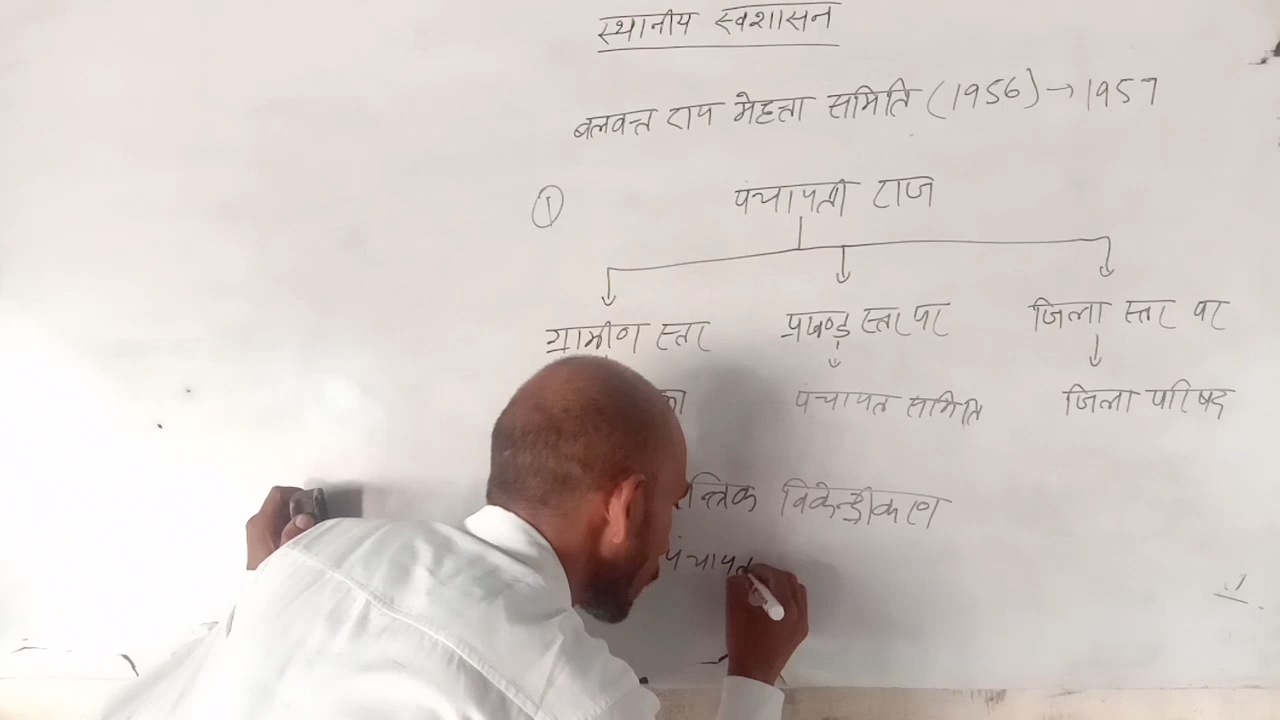 स्थानीय स्वशासन
बलवन्त राय मेहता समिति (1956) → 1957
① पंचायती राज
ग्रामीण स्तर प्रखण्ड स्तर पर जिला स्तर पर
पंचायत समिति जिला परिषद
विकेन्द्रीकरण
पंचायत